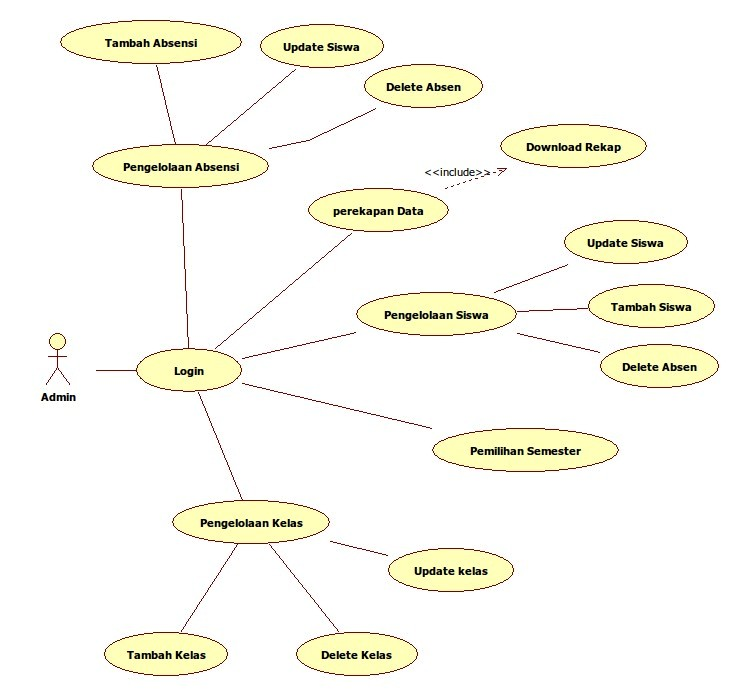 Tambah Absensi
Update Siswa
Delete Absen
Download Rekap
Pengelolaan Absensi
<<include>>
perekapan Data
Update Siswa
Tambah Siswa
Pengelolaan Siswa
Delete Absen
Login
Admin
Pemilihan Semester
Pengelolaan Kelas
Update kelas
Tambah Kelas
Delete Kelas